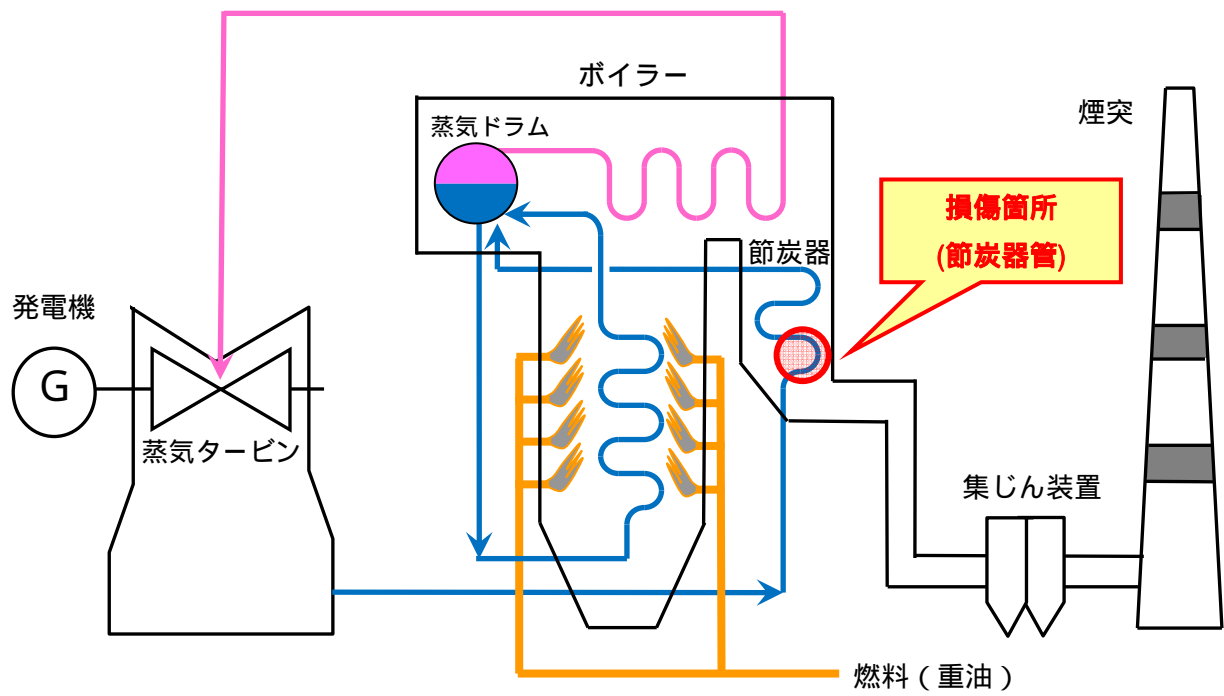 ボイラー
煙突
蒸気ドラム
損傷箇所
(節炭器管)
節炭器
発電機
G
蒸気タービン
集じん装置
燃料(重油)